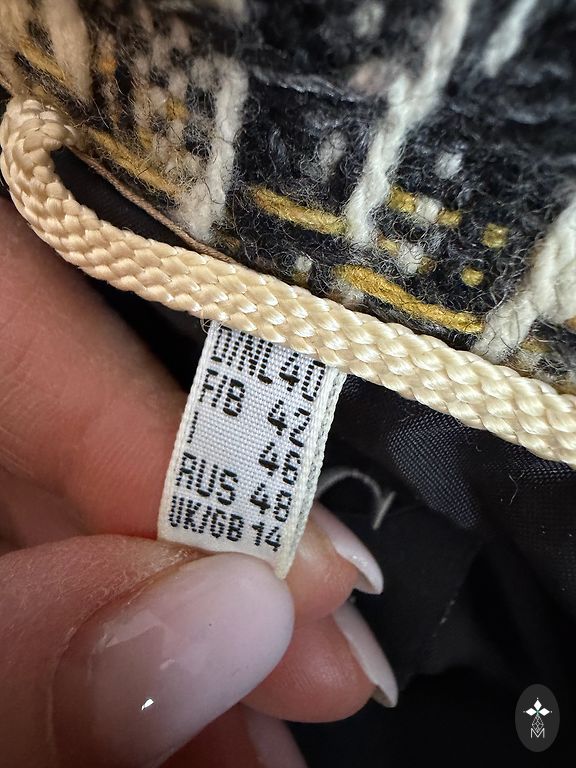 D/NL 40
F/B 42
I 46
RUS 48
UK/GB 14